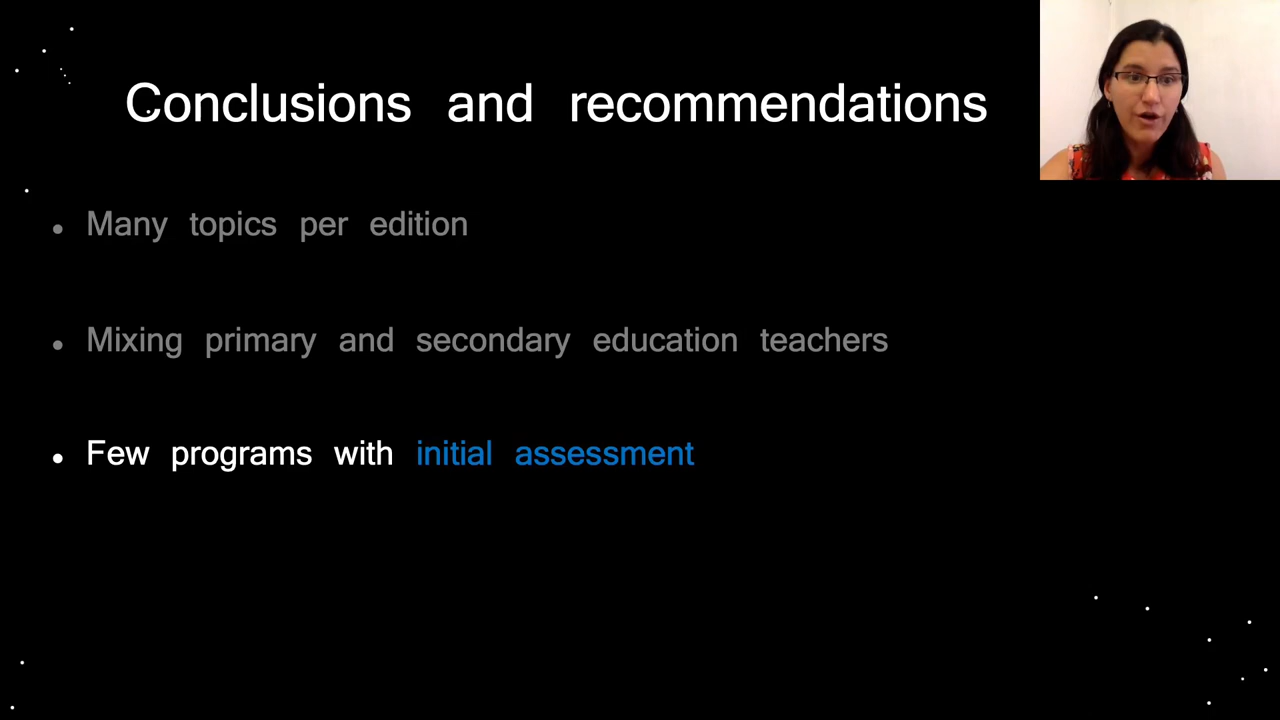 Conclusions and recommendations
• Many topics per edition
• Mixing primary and secondary education teachers
• Few programs with initial assessment